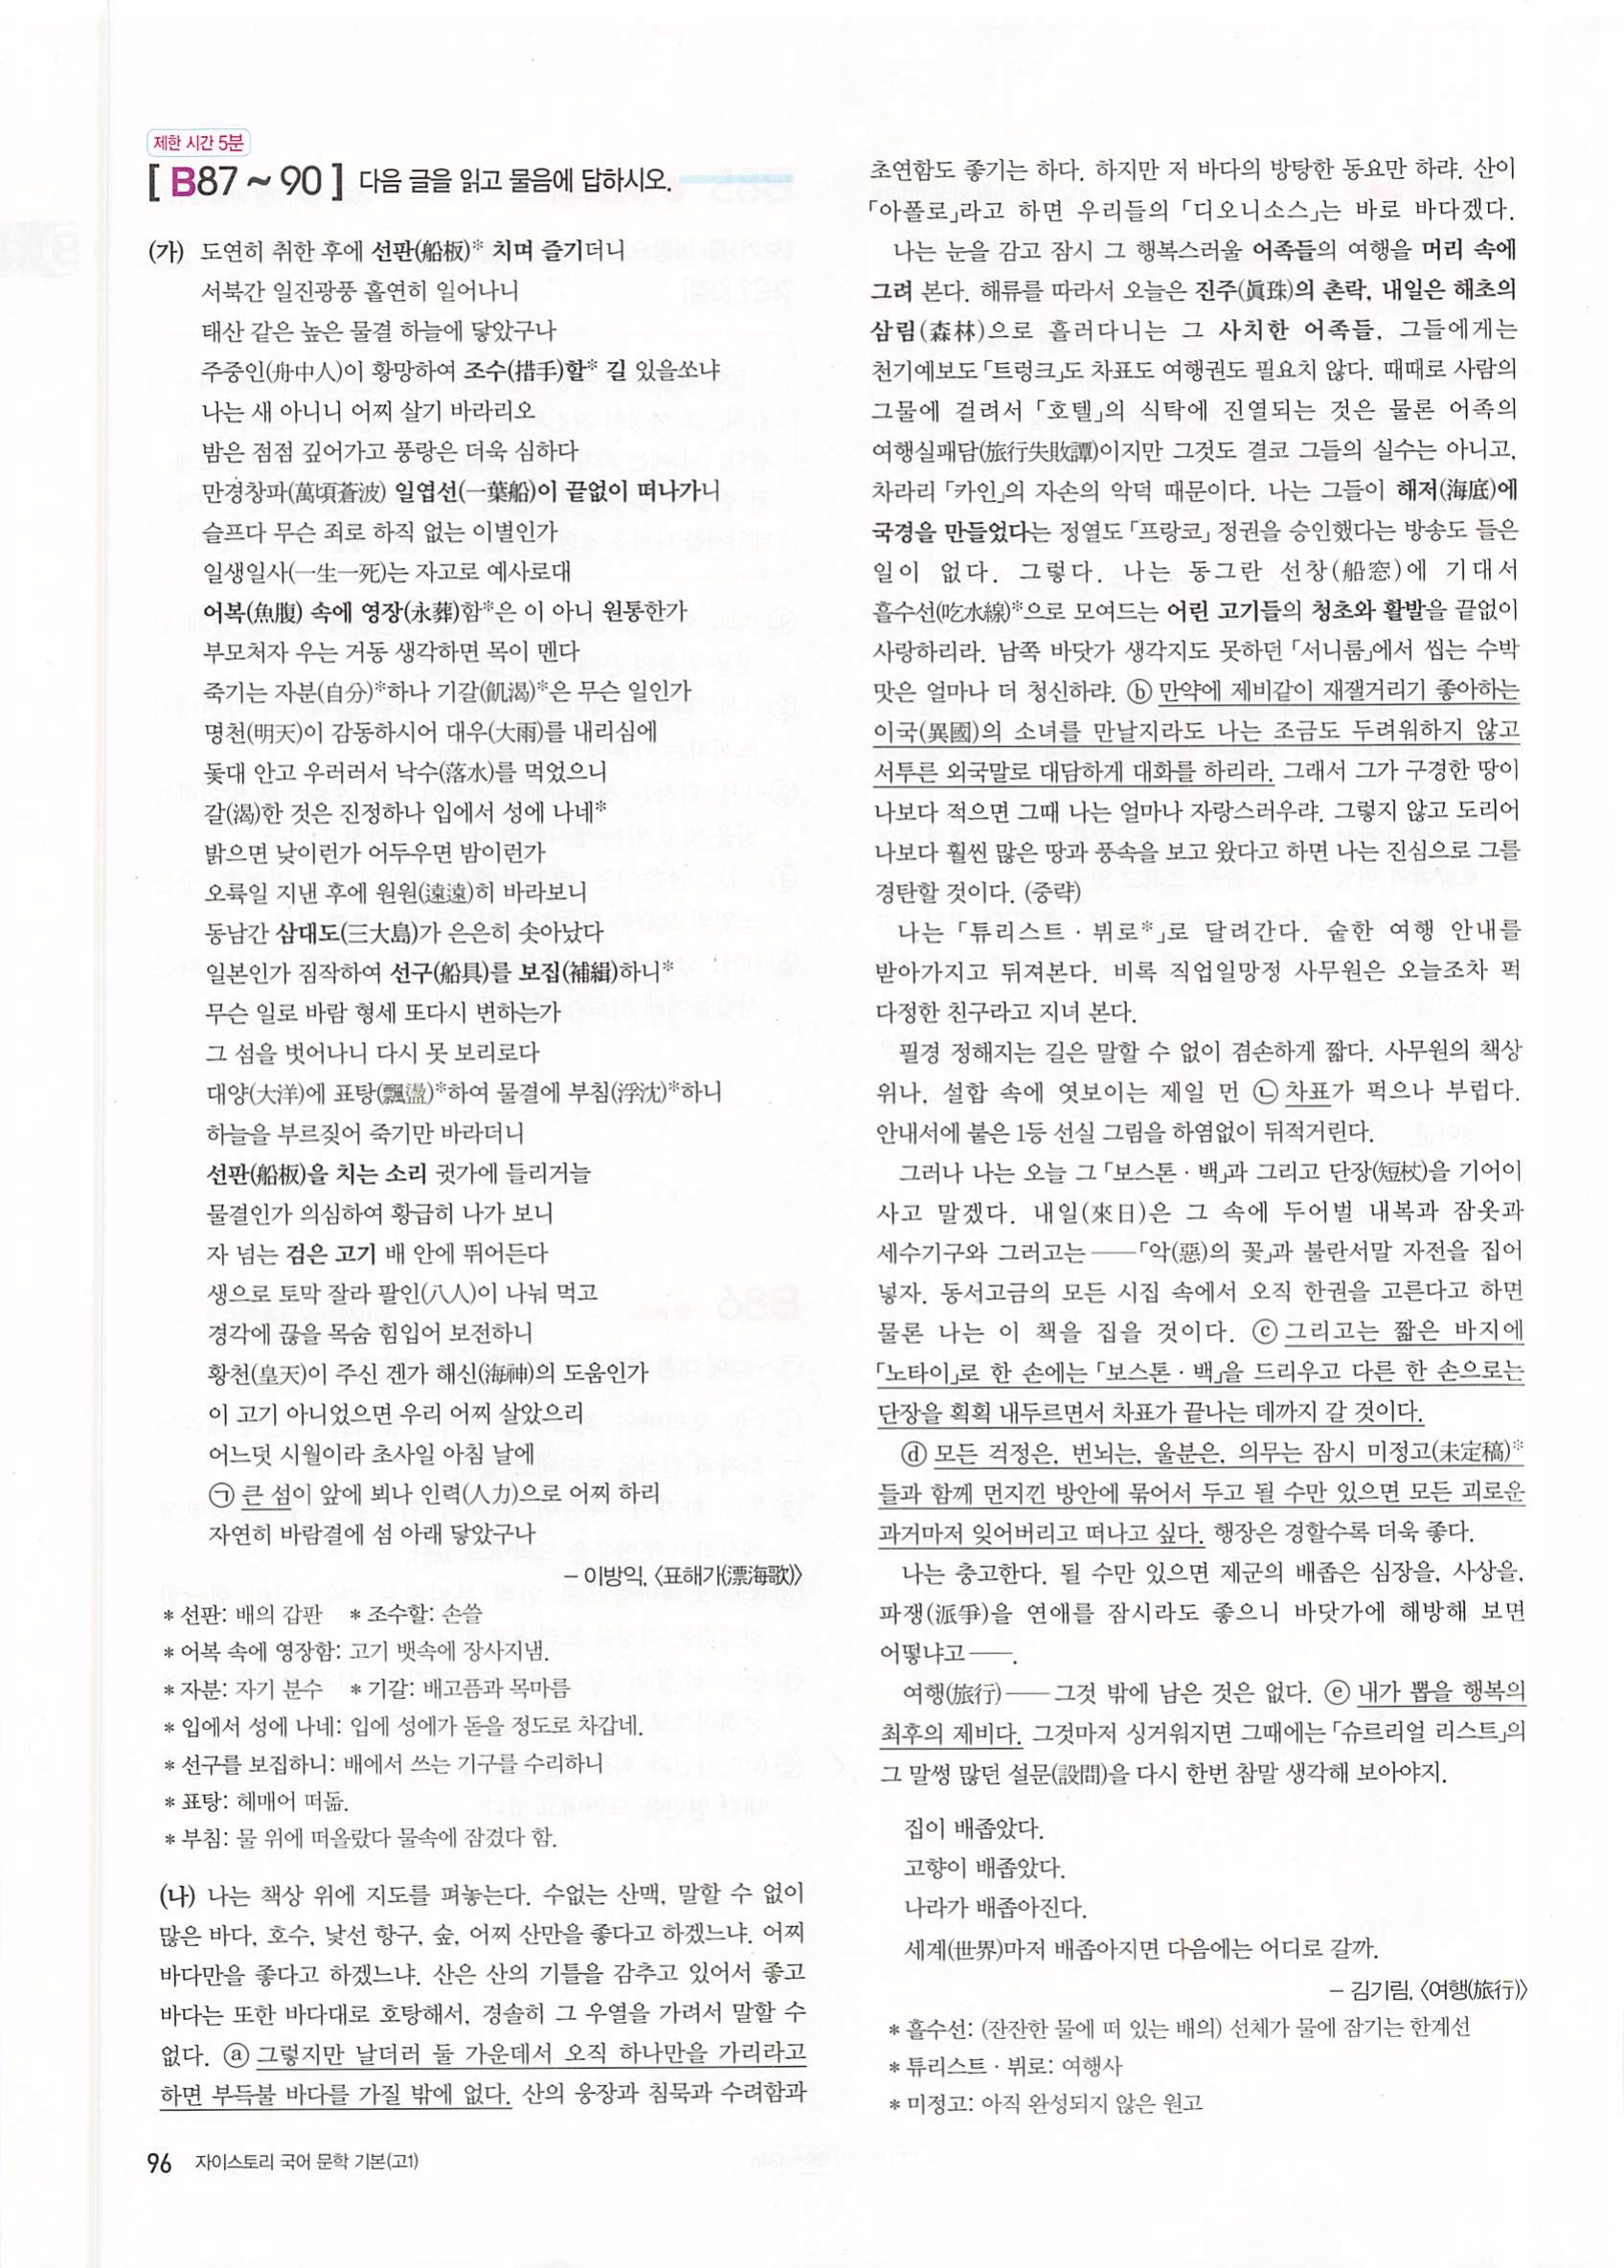 제한 시간 5분
[ B87 ~ 90 ] 다음 글을 읽고 물음에 답하시오.
(가) 도연히 취한 후에 선판(船板)* 치며 즐기더니
서북간 일진광풍 홀연히 일어나니
태산 같은 높은 물결 하늘에 닿았구나
주중인(舟中人)이 황망하여 조수(措手)할* 길 있을쏘냐
나는 새 아니니 어찌 살기 바라리오
밤은 점점 깊어가고 풍랑은 더욱 심하다
만경창파(萬頃蒼波) 일엽선(一葉船)이 끝없이 떠나가니
슬프다 무슨 죄로 하직 없는 이별인가
일생일사(一生一死)는 자고로 예사로대
어복(魚腹) 속에 영장(永葬)함*은 이 아니 원통한가
부모처자 우는 거동 생각하면 목이 멘다
죽기는 자분(自分)*하나 기갈(飢渴)*은 무슨 일인가
명천(明天)이 감동하시어 대우(大雨)를 내리심에
돛대 안고 우러러서 낙수(落水)를 먹었으니
갈(渴)한 것은 진정하나 입에서 성에 나네*
밝으면 낮이런가 어두우면 밤이런가
오륙일 지낸 후에 원원(遠遠)히 바라보니
동남간 삼대도(三大島)가 은은히 솟아났다
일본인가 짐작하여 선구(船具)를 보집(補緝)하니*
무슨 일로 바람 형세 또다시 변하는가
그 섬을 벗어나니 다시 못 보리로다
대양(大洋)에 표탕(飄盪)*하여 물결에 부침(浮沈)*하니
하늘을 부르짖어 죽기만 바라더니
선판(船板)을 치는 소리 귓가에 들리거늘
물결인가 의심하여 황급히 나가 보니
자 넘는 검은 고기 배 안에 뛰어든다
생으로 토막 잘라 팔인(八人)이 나눠 먹고
경각에 끊을 목숨 힘입어 보전하니
황천(皇天)이 주신 겐가 해신(海神)의 도움인가
이 고기 아니었으면 우리 어찌 살았으리
어느덧 시월이라 초사일 아침 날에
㉠ 큰 섬이 앞에 뵈나 인력(人力)으로 어찌 하리
자연히 바람결에 섬 아래 닿았구나
– 이방익, 〈표해가(漂海歌)〉
* 선판: 배의 갑판 * 조수할: 손쓸
* 어복 속에 영장함: 고기 뱃속에 장사지냄.
* 자분: 자기 분수 * 기갈: 배고픔과 목마름
* 입에서 성에 나네: 입에 성에가 돋을 정도로 차갑네.
* 선구를 보집하니: 배에서 쓰는 기구를 수리하니
* 표탕: 헤매어 떠돎.
* 부침: 물 위에 떠올랐다 물속에 잠겼다 함.
(나) 나는 책상 위에 지도를 펴놓는다. 수없는 산맥, 말할 수 없이
많은 바다, 호수, 낯선 항구, 숲, 어찌 산만을 좋다고 하겠느냐. 어찌
바다만을 좋다고 하겠느냐. 산은 산의 기틀을 감추고 있어서 좋고
바다는 또한 바다대로 호탕해서, 경솔히 그 우열을 가려서 말할 수
없다. ⓐ 그렇지만 날더러 둘 가운데서 오직 하나만을 가리라고
하면 부득불 바다를 가질 밖에 없다. 산의 웅장과 침묵과 수려함과
96 자이스토리 국어 문학 기본(고1)
초연함도 좋기는 하다. 하지만 저 바다의 방탕한 동요만 하랴. 산이
「아폴로」라고 하면 우리들의 「디오니소스」는 바로 바다겠다.
나는 눈을 감고 잠시 그 행복스러울 어족들의 여행을 머리 속에
그려 본다. 해류를 따라서 오늘은 진주(眞珠)의 촌락, 내일은 해초의
삼림(森林)으로 흘러다니는 그 사치한 어족들, 그들에게는
천기예보도 「트렁크」도 차표도 여행권도 필요치 않다. 때때로 사람의
그물에 걸려서 「호텔」의 식탁에 진열되는 것은 물론 어족의
여행실패담(旅行失敗譚)이지만 그것도 결코 그들의 실수는 아니고,
차라리 「카인」의 자손의 악덕 때문이다. 나는 그들이 해저(海底)에
국경을 만들었다는 정열도 「프랑코」 정권을 승인했다는 방송도 들은
일이 없다. 그렇다. 나는 동그란 선창(船窓)에 기대서
흘수선(吃水線)*으로 모여드는 어린 고기들의 청초와 활발을 끝없이
사랑하리라. 남쪽 바닷가 생각지도 못하던 「서니룸」에서 씹는 수박
맛은 얼마나 더 청신하랴. ⓑ 만약에 제비같이 재잴거리기 좋아하는
이국(異國)의 소녀를 만날지라도 나는 조금도 두려워하지 않고
서투른 외국말로 대담하게 대화를 하리라. 그래서 그가 구경한 땅이
나보다 적으면 그때 나는 얼마나 자랑스러우랴. 그렇지 않고 도리어
나보다 훨씬 많은 땅과 풍속을 보고 왔다고 하면 나는 진심으로 그를
경탄할 것이다. (중략)
나는 「튜리스트 · 뷔로*」로 달려간다. 숱한 여행 안내를
받아가지고 뒤져본다. 비록 직업일망정 사무원은 오늘조차 퍽
다정한 친구라고 지녀 본다.
필경 정해지는 길은 말할 수 없이 겸손하게 짧다. 사무원의 책상
위나, 설합 속에 엿보이는 제일 먼 ㉡ 차표가 퍽으나 부럽다.
안내서에 붙은 1등 선실 그림을 하염없이 뒤적거린다.
그러나 나는 오늘 그 「보스톤 · 백」과 그리고 단장(短杖)을 기어이
사고 말겠다. 내일(來日)은 그 속에 두어벌 내복과 잠옷과
세수기구와 그러고는 ── 「악(惡)의 꽃」과 불란서말 자전을 집어
넣자. 동서고금의 모든 시집 속에서 오직 한권을 고른다고 하면
물론 나는 이 책을 집을 것이다. ⓒ 그리고는 짧은 바지에
「노타이」로 한 손에는 「보스톤 · 백」을 드리우고 다른 한 손으로는
단장을 획획 내두르면서 차표가 끝나는 데까지 갈 것이다.
ⓓ 모든 걱정은, 번뇌는, 울분은, 의무는 잠시 미정고(未定稿)*
들과 함께 먼지낀 방안에 묶어서 두고 될 수만 있으면 모든 괴로운
과거마저 잊어버리고 떠나고 싶다. 행장은 경할수록 더욱 좋다.
나는 충고한다. 될 수만 있으면 제군의 배좁은 심장을, 사상을,
파쟁(派爭)을 연애를 잠시라도 좋으니 바닷가에 해방해 보면
어떻냐고 ──.
여행(旅行) ── 그것 밖에 남은 것은 없다. ⓔ 내가 뽑을 행복의
최후의 제비다. 그것마저 싱거워지면 그때에는 「슈르리얼 리스트」의
그 말썽 많던 설문(設問)을 다시 한번 참말 생각해 보아야지.
집이 배좁았다.
고향이 배좁았다.
나라가 배좁아진다.
세계(世界)마저 배좁아지면 다음에는 어디로 갈까.
– 김기림, 〈여행(旅行)〉
* 흘수선: (잔잔한 물에 떠 있는 배의) 선체가 물에 잠기는 한계선
* 튜리스트 · 뷔로: 여행사
* 미정고: 아직 완성되지 않은 원고